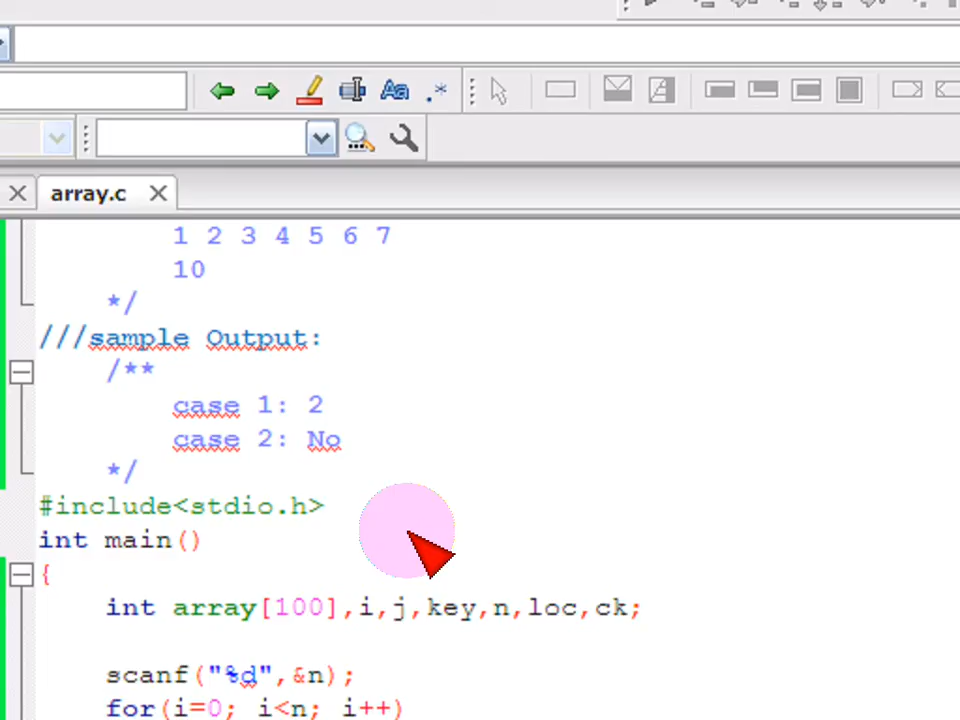 array.c
1 2 3 4 5 6 7
10
*/
///sample Output:
/**
case 1: 2
case 2: No
*/
#include<stdio.h>
int main()
{
int array[100],i,j,key,n,loc,ck;
scanf("%d",&n);
for(i=0; i<n; i++)